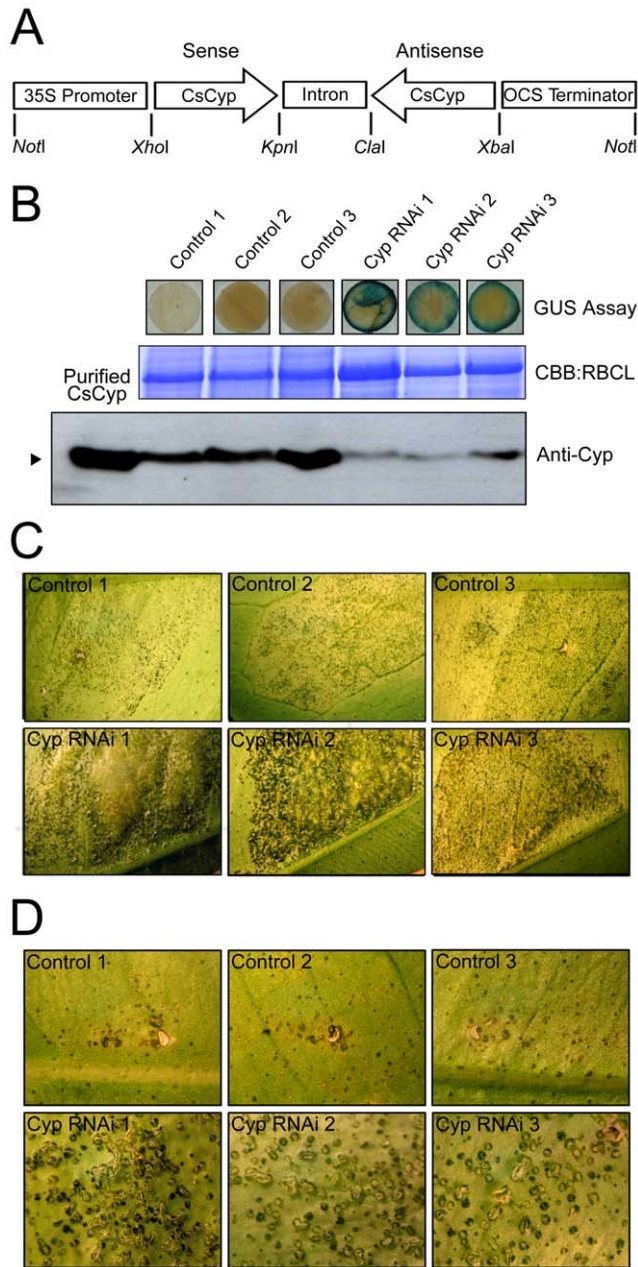 A
Sense Antisense
35S Promoter CsCyp Intron CsCyp OCS Terminator
NotI XhoI KpnI ClaI XbaI NotI
B
Control 1 Control 2 Control 3 Cyp RNAi 1 Cyp RNAi 2 Cyp RNAi 3
GUS Assay
Purified
CsCyp
CBB:RBCL
Anti-Cyp
C
Control 1 Control 2 Control 3
Cyp RNAi 1 Cyp RNAi 2 Cyp RNAi 3
D
Control 1 Control 2 Control 3
Cyp RNAi 1 Cyp RNAi 2 Cyp RNAi 3